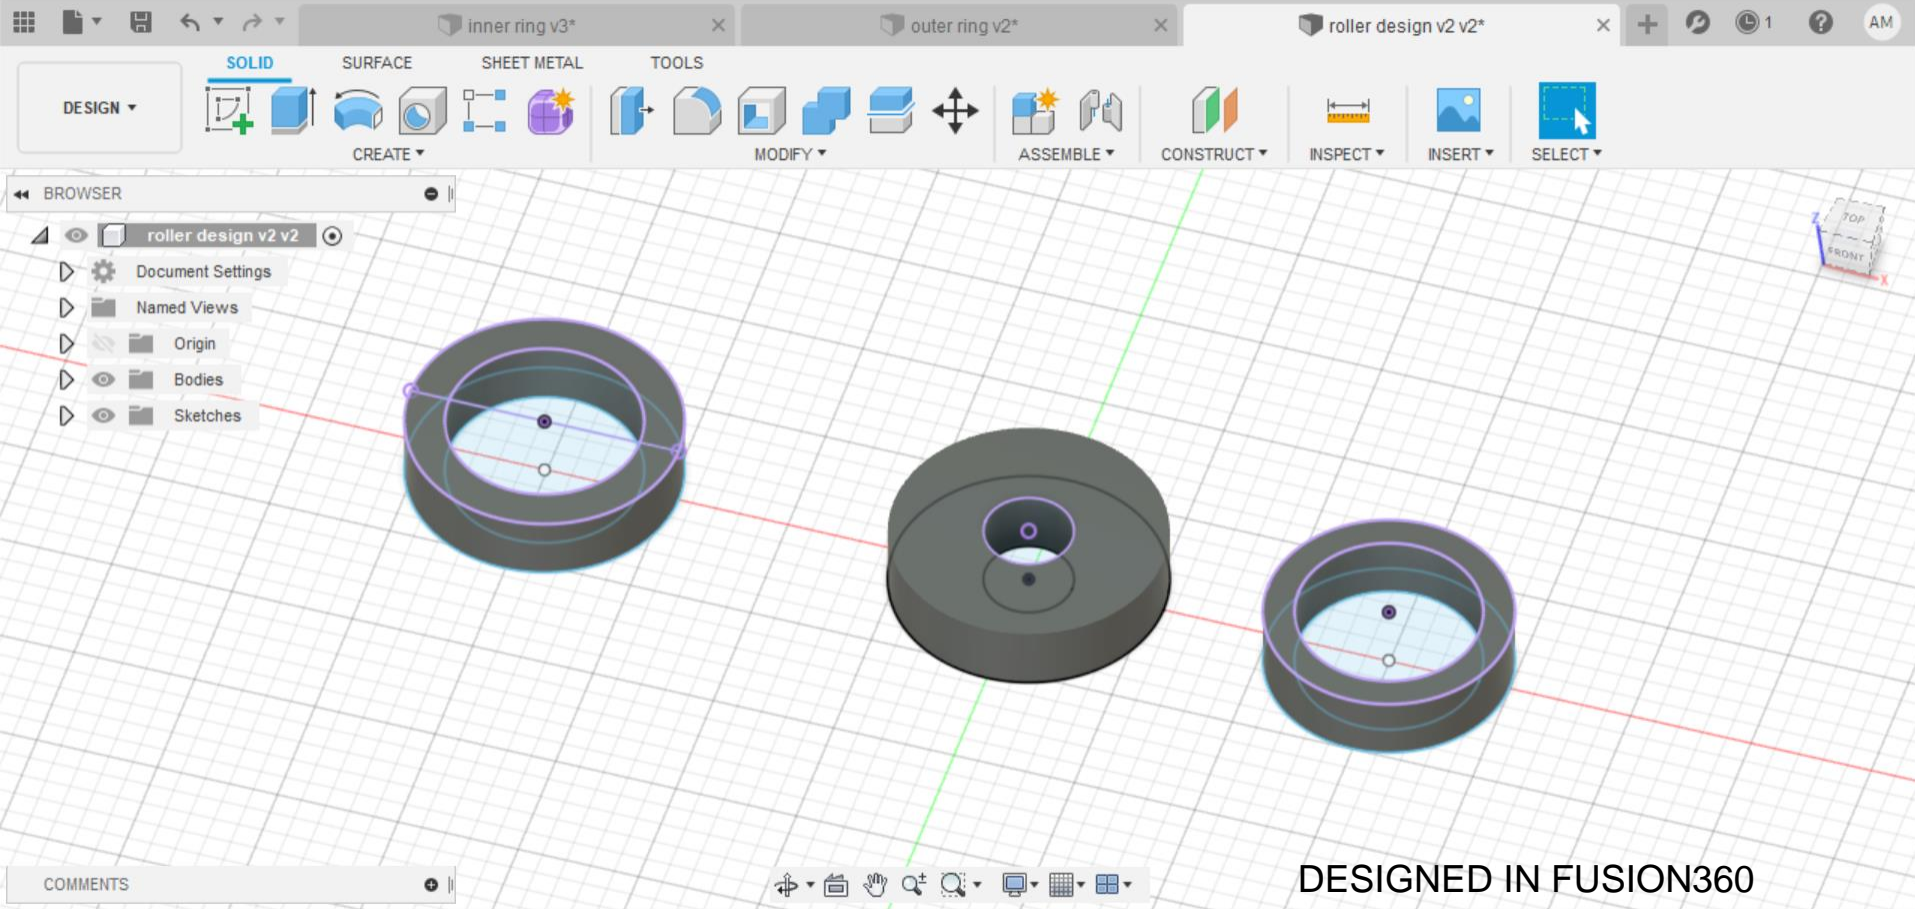 inner ring v3*
outer ring v2*
roller design v2 v2*
1
AM
SOLID
SURFACE
SHEET METAL
TOOLS
DESIGN
CREATE
MODIFY
ASSEMBLE
CONSTRUCT
INSPECT
INSERT
SELECT
BROWSER
roller design v2 v2
Document Settings
Named Views
Origin
Bodies
Sketches
Z
TOP
FRONT
X
COMMENTS
DESIGNED IN FUSION360